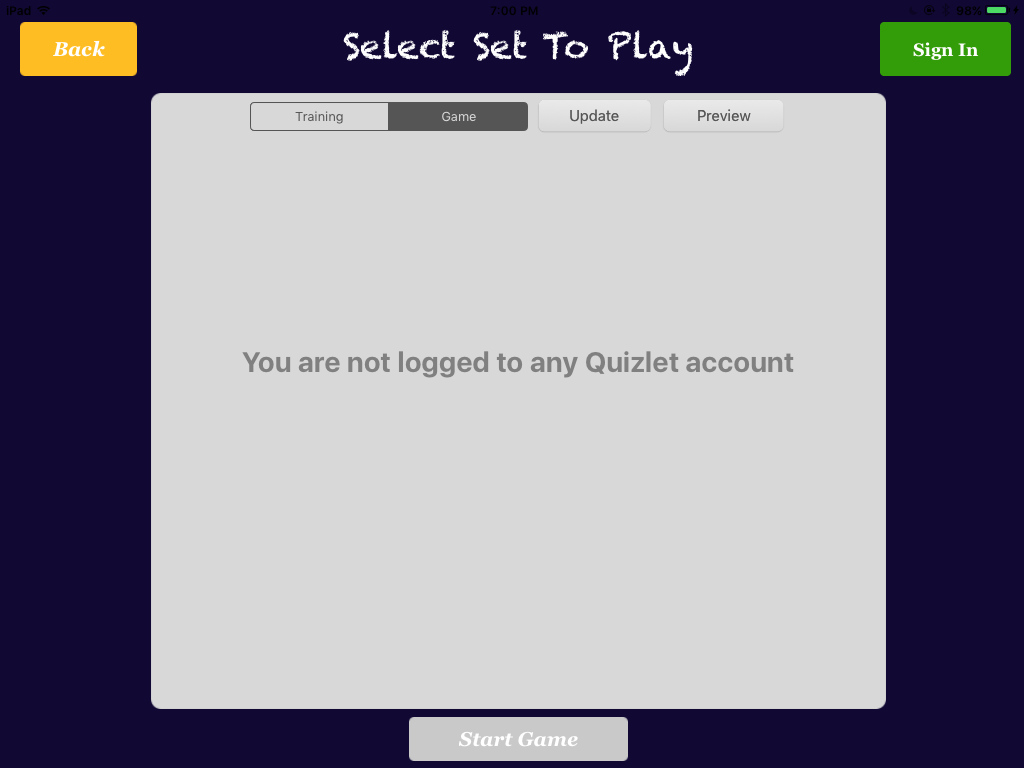 iPad 7:00 PM 98%
Back Select Set To Play Sign In
Training Game Update Preview
You are not logged to any Quizlet account
Start Game